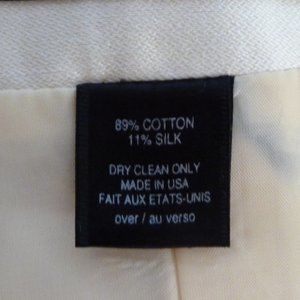 89% COTTON
11% SILK
DRY CLEAN ONLY
MADE IN USA
FAIT AUX ETATS-UNIS
over / au verso